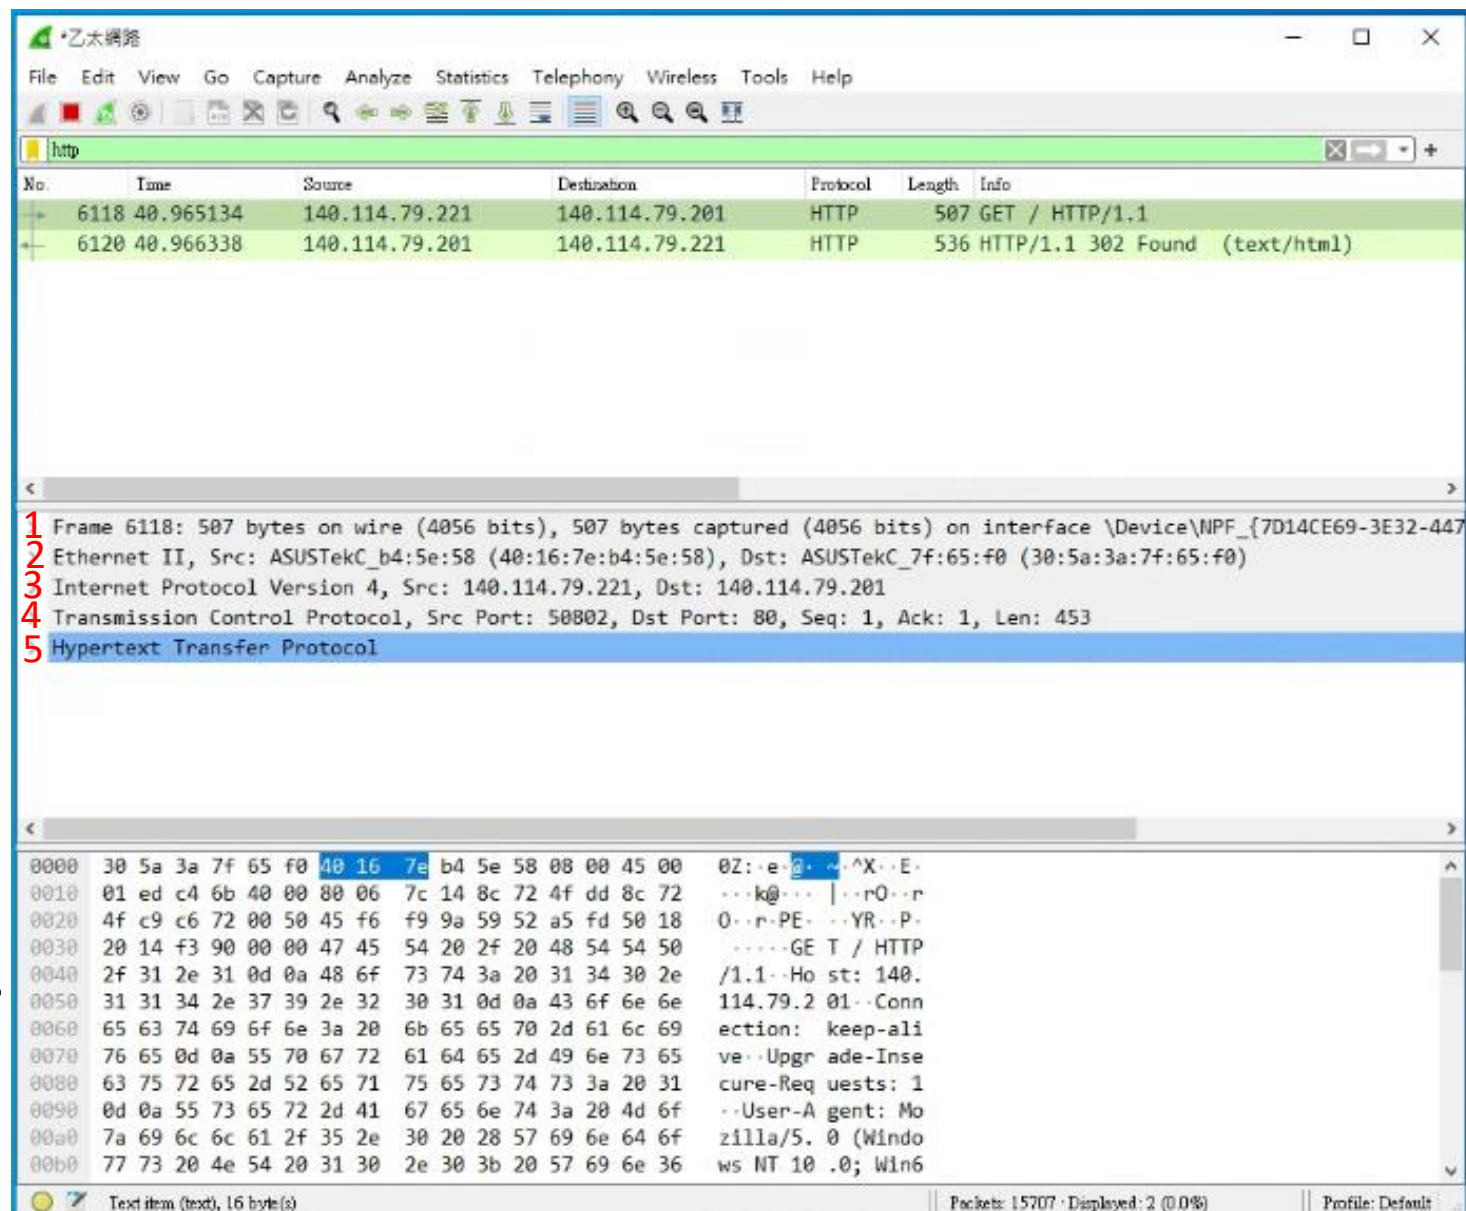 *乙太網路
File Edit View Go Capture Analyze Statistics Telephony Wireless Tools Help
http
No. Time Source Destination Protocol Length Info
6118 40.965134 140.114.79.221 140.114.79.201 HTTP 507 GET / HTTP/1.1
6120 40.966338 140.114.79.201 140.114.79.221 HTTP 536 HTTP/1.1 302 Found (text/html)
1 Frame 6118: 507 bytes on wire (4056 bits), 507 bytes captured (4056 bits) on interface \Device\NPF_{7D14CE69-3E32-447
2 Ethernet II, Src: ASUSTekC_b4:5e:58 (40:16:7e:b4:5e:58), Dst: ASUSTekC_7f:65:f0 (30:5a:3a:7f:65:f0)
3 Internet Protocol Version 4, Src: 140.114.79.221, Dst: 140.114.79.201
4 Transmission Control Protocol, Src Port: 50802, Dst Port: 80, Seq: 1, Ack: 1, Len: 453
5 Hypertext Transfer Protocol
0000 30 5a 3a 7f 65 f0 40 16 7e b4 5e 58 08 00 45 00 0Z:·e·@· ~·^X··E·
0010 01 ed c4 6b 40 00 80 06 7c 14 8c 72 4f dd 8c 72 ···k@··· |··rO··r
0020 4f c9 c6 72 00 50 45 f6 f9 9a 59 52 a5 fd 50 18 O··r·PE· ··YR··P·
0030 20 14 f3 90 00 00 47 45 54 20 2f 20 48 54 54 50 ·····GE T / HTTP
0040 2f 31 2e 31 0d 0a 48 6f 73 74 3a 20 31 34 30 2e /1.1··Ho st: 140.
0050 31 31 34 2e 37 39 2e 32 30 31 0d 0a 43 6f 6e 6e 114.79.2 01··Conn
0060 65 63 74 69 6f 6e 3a 20 6b 65 65 70 2d 61 6c 69 ection: keep-ali
0070 76 65 0d 0a 55 70 67 72 61 64 65 2d 49 6e 73 65 ve··Upgr ade-Inse
0080 63 75 72 65 2d 52 65 71 75 65 73 74 73 3a 20 31 cure-Req uests: 1
0090 0d 0a 55 73 65 72 2d 41 67 65 6e 74 3a 20 4d 6f ··User-A gent: Mo
00a0 7a 69 6c 6c 61 2f 35 2e 30 20 28 57 69 6e 64 6f zilla/5. 0 (Windo
00b0 77 73 20 4e 54 20 31 30 2e 30 3b 20 57 69 6e 36 ws NT 10 .0; Win6
Text item (text), 16 byte(s) Packets: 15707 · Displayed: 2 (0.0%) Profile: Default